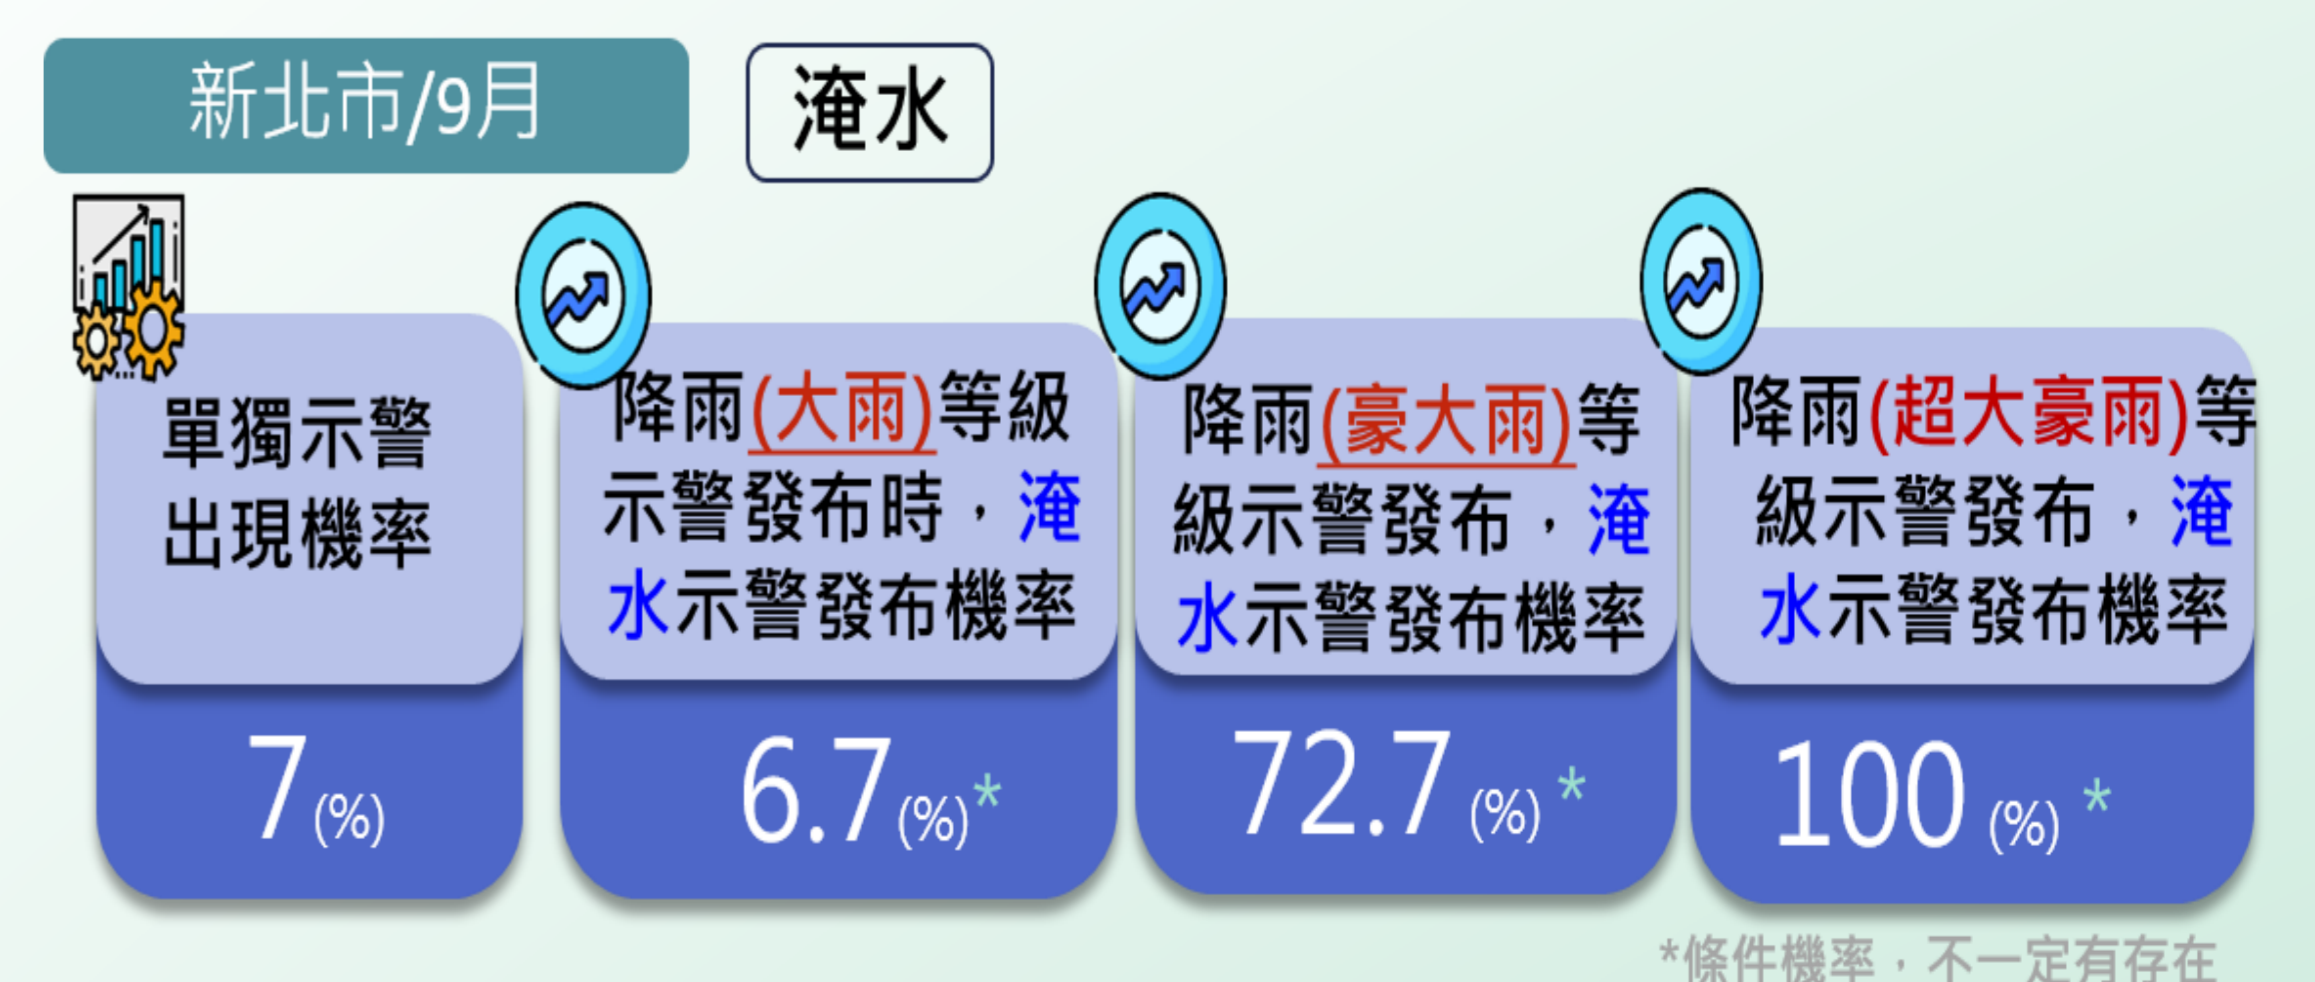 新北市/9月
淹水
單獨示警
出現機率
7(%)
降雨(大雨)等級
示警發布時，淹
水示警發布機率
6.7(%)*
降雨(豪大雨)等
級示警發布，淹
水示警發布機率
72.7(%)*
降雨(超大豪雨)等
級示警發布，淹
水示警發布機率
100(%)*
*條件機率，不一定有存在